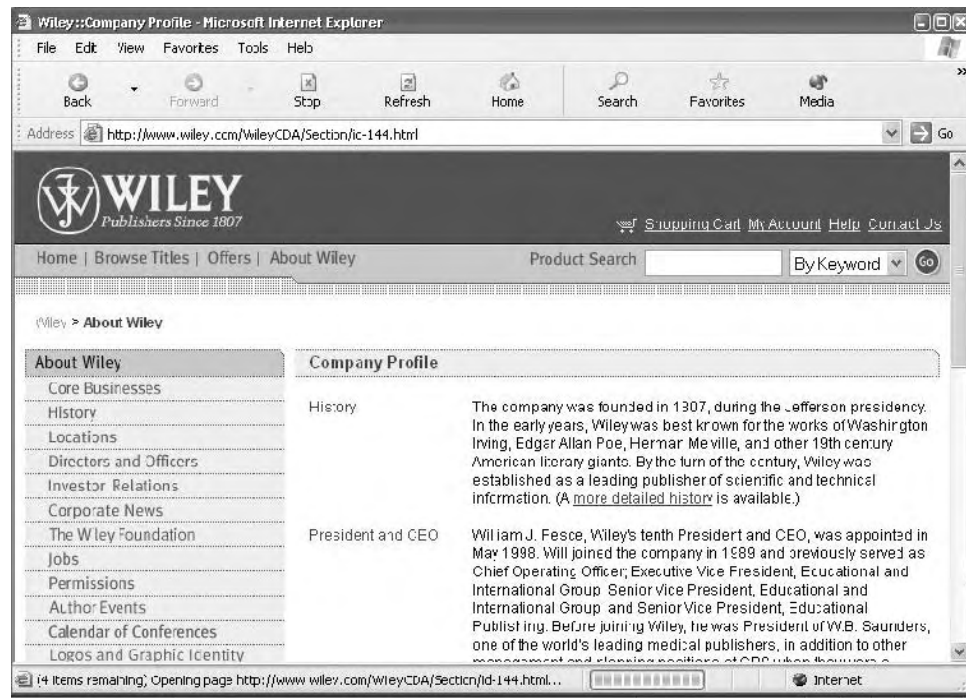 Wiley::Company Profile - Microsoft Internet Explorer
File Edit View Favorites Tools Help
Back Forward Stop Refresh Home Search Favorites Media »
Address http://www.wiley.com/WileyCDA/Section/ic-144.html Go
WILEY
Publishers Since 1807
Shopping Cart My Account Help Contact Us
Home | Browse Titles | Offers | About Wiley Product Search By Keyword Go
Wiley > About Wiley
About Wiley
Core Businesses
History
Locations
Directors and Officers
Investor Relations
Corporate News
The Wiley Foundation
Jobs
Permissions
Author Events
Calendar of Conferences
Logos and Graphic Identity
Company Profile
History
The company was founded in 1807, during the Jefferson presidency.
In the early years, Wiley was best known for the works of Washington
Irving, Edgar Allan Poe, Herman Melville, and other 19th century
American literary giants. By the turn of the century, Wiley was
established as a leading publisher of scientific and technical
information. (A more detailed history is available.)
President and CEO
William J. Pesce, Wiley's tenth President and CEO, was appointed in
May 1998. Will joined the company in 1989 and previously served as
Chief Operating Officer; Executive Vice President, Educational and
International Group; Senior Vice President, Educational and
International Group; and Senior Vice President, Educational
Publishing. Before joining Wiley, he was President of W.B. Saunders,
one of the world's leading medical publishers, in addition to other
management and planning positions at CBS when they were a
(4 items remaining) Opening page http://www.wiley.com/WileyCDA/Section/id-144.html... Internet